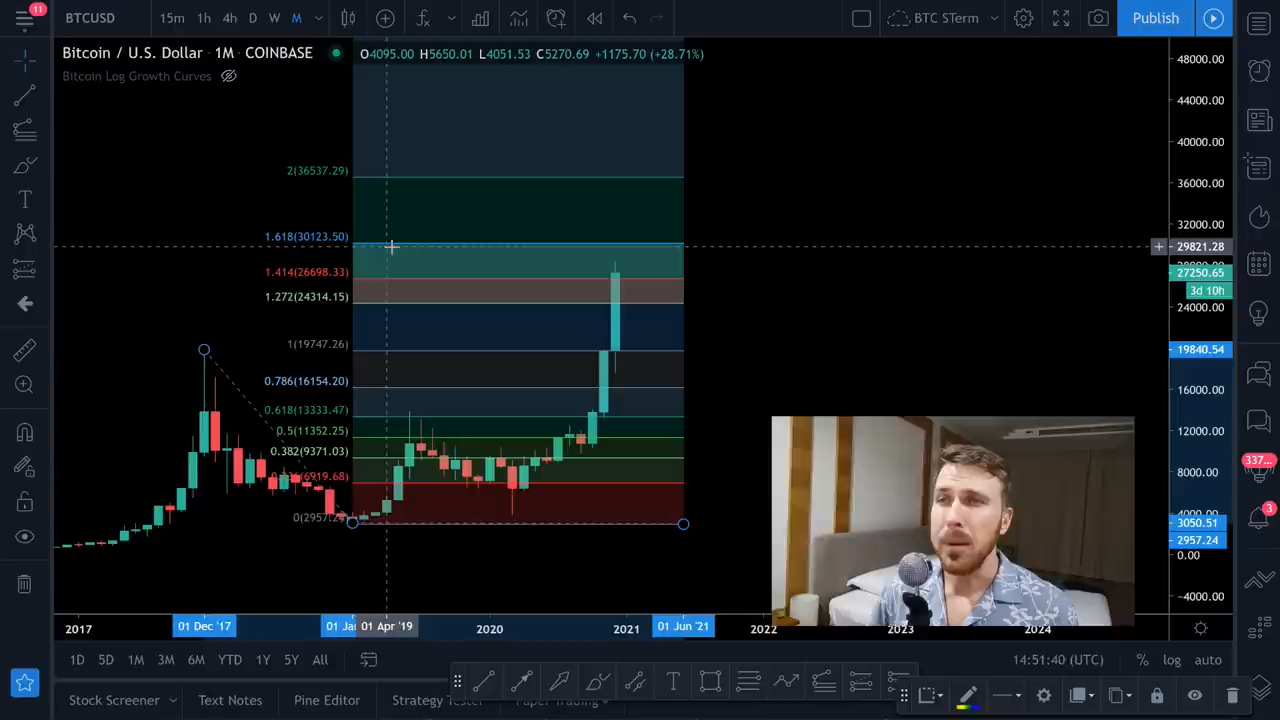 11
BTCUSD
15m 1h 4h D W M
BTC STerm
Publish
Bitcoin / U.S. Dollar · 1M · COINBASE
O4095.00 H5650.01 L4051.53 C5270.69 +1175.70 (+28.71%)
Bitcoin Log Growth Curves
48000.00
44000.00
40000.00
36000.00
32000.00
29821.28
27250.65
3d 10h
24000.00
19840.54
16000.00
12000.00
8000.00
3050.51
2957.24
0.00
−4000.00
2(36537.29)
1.618(30123.50)
1.414(26698.33)
1.272(24314.15)
1(19747.26)
0.786(16154.20)
0.618(13333.47)
0.5(11352.25)
0.382(9371.03)
337...
3
2017 01 Dec '17 01 Apr '19 2020 2021 01 Jun '21 2022 2023 2024
1D 5D 1M 3M 6M YTD 1Y 5Y All
14:51:40 (UTC) % log auto
Stock Screener Text Notes Pine Editor Strategy Tester Paper Trading